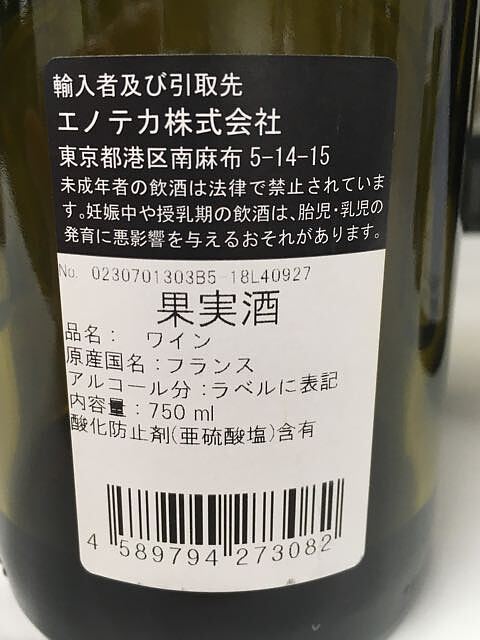 輸入者及び引取先
エノテカ株式会社
東京都港区南麻布 5-14-15
未成年者の飲酒は法律で禁止されていま
す。妊娠中や授乳期の飲酒は、胎児・乳児の
発育に悪影響を与えるおそれがあります。
No. 0230701303B5-18L40927
果実酒
品名： ワイン
原産国名：フランス
アルコール分：ラベルに表記
内容量：750 ml
酸化防止剤(亜硫酸塩)含有
4 589794 273082